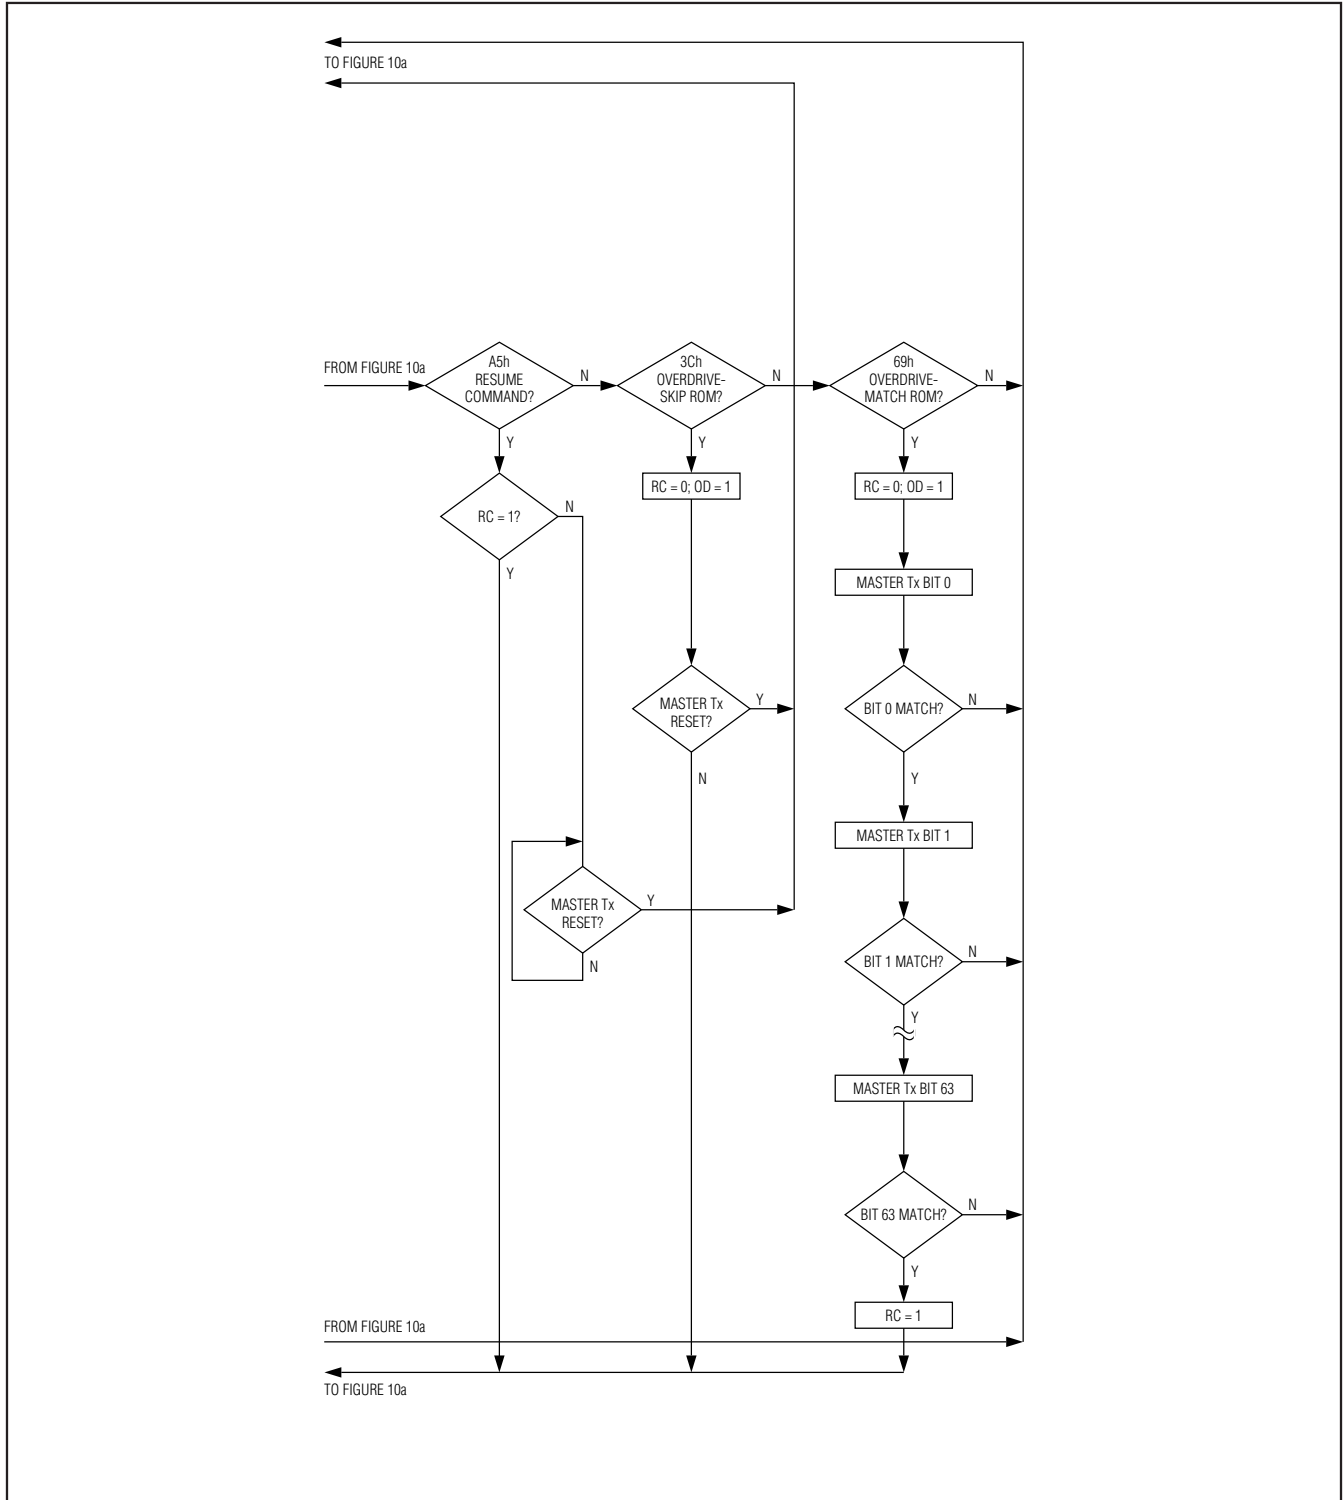 TO FIGURE 10a
FROM FIGURE 10a
A5h
RESUME
COMMAND?
N
3Ch
OVERDRIVE-
SKIP ROM?
N
69h
OVERDRIVE-
MATCH ROM?
N
Y
Y
Y
RC = 1?
N
RC = 0; OD = 1
RC = 0; OD = 1
Y
MASTER Tx BIT 0
MASTER Tx
RESET?
Y
N
BIT 0 MATCH?
N
Y
MASTER Tx BIT 1
MASTER Tx
RESET?
Y
N
BIT 1 MATCH?
N
Y
MASTER Tx BIT 63
BIT 63 MATCH?
N
Y
RC = 1
FROM FIGURE 10a
TO FIGURE 10a